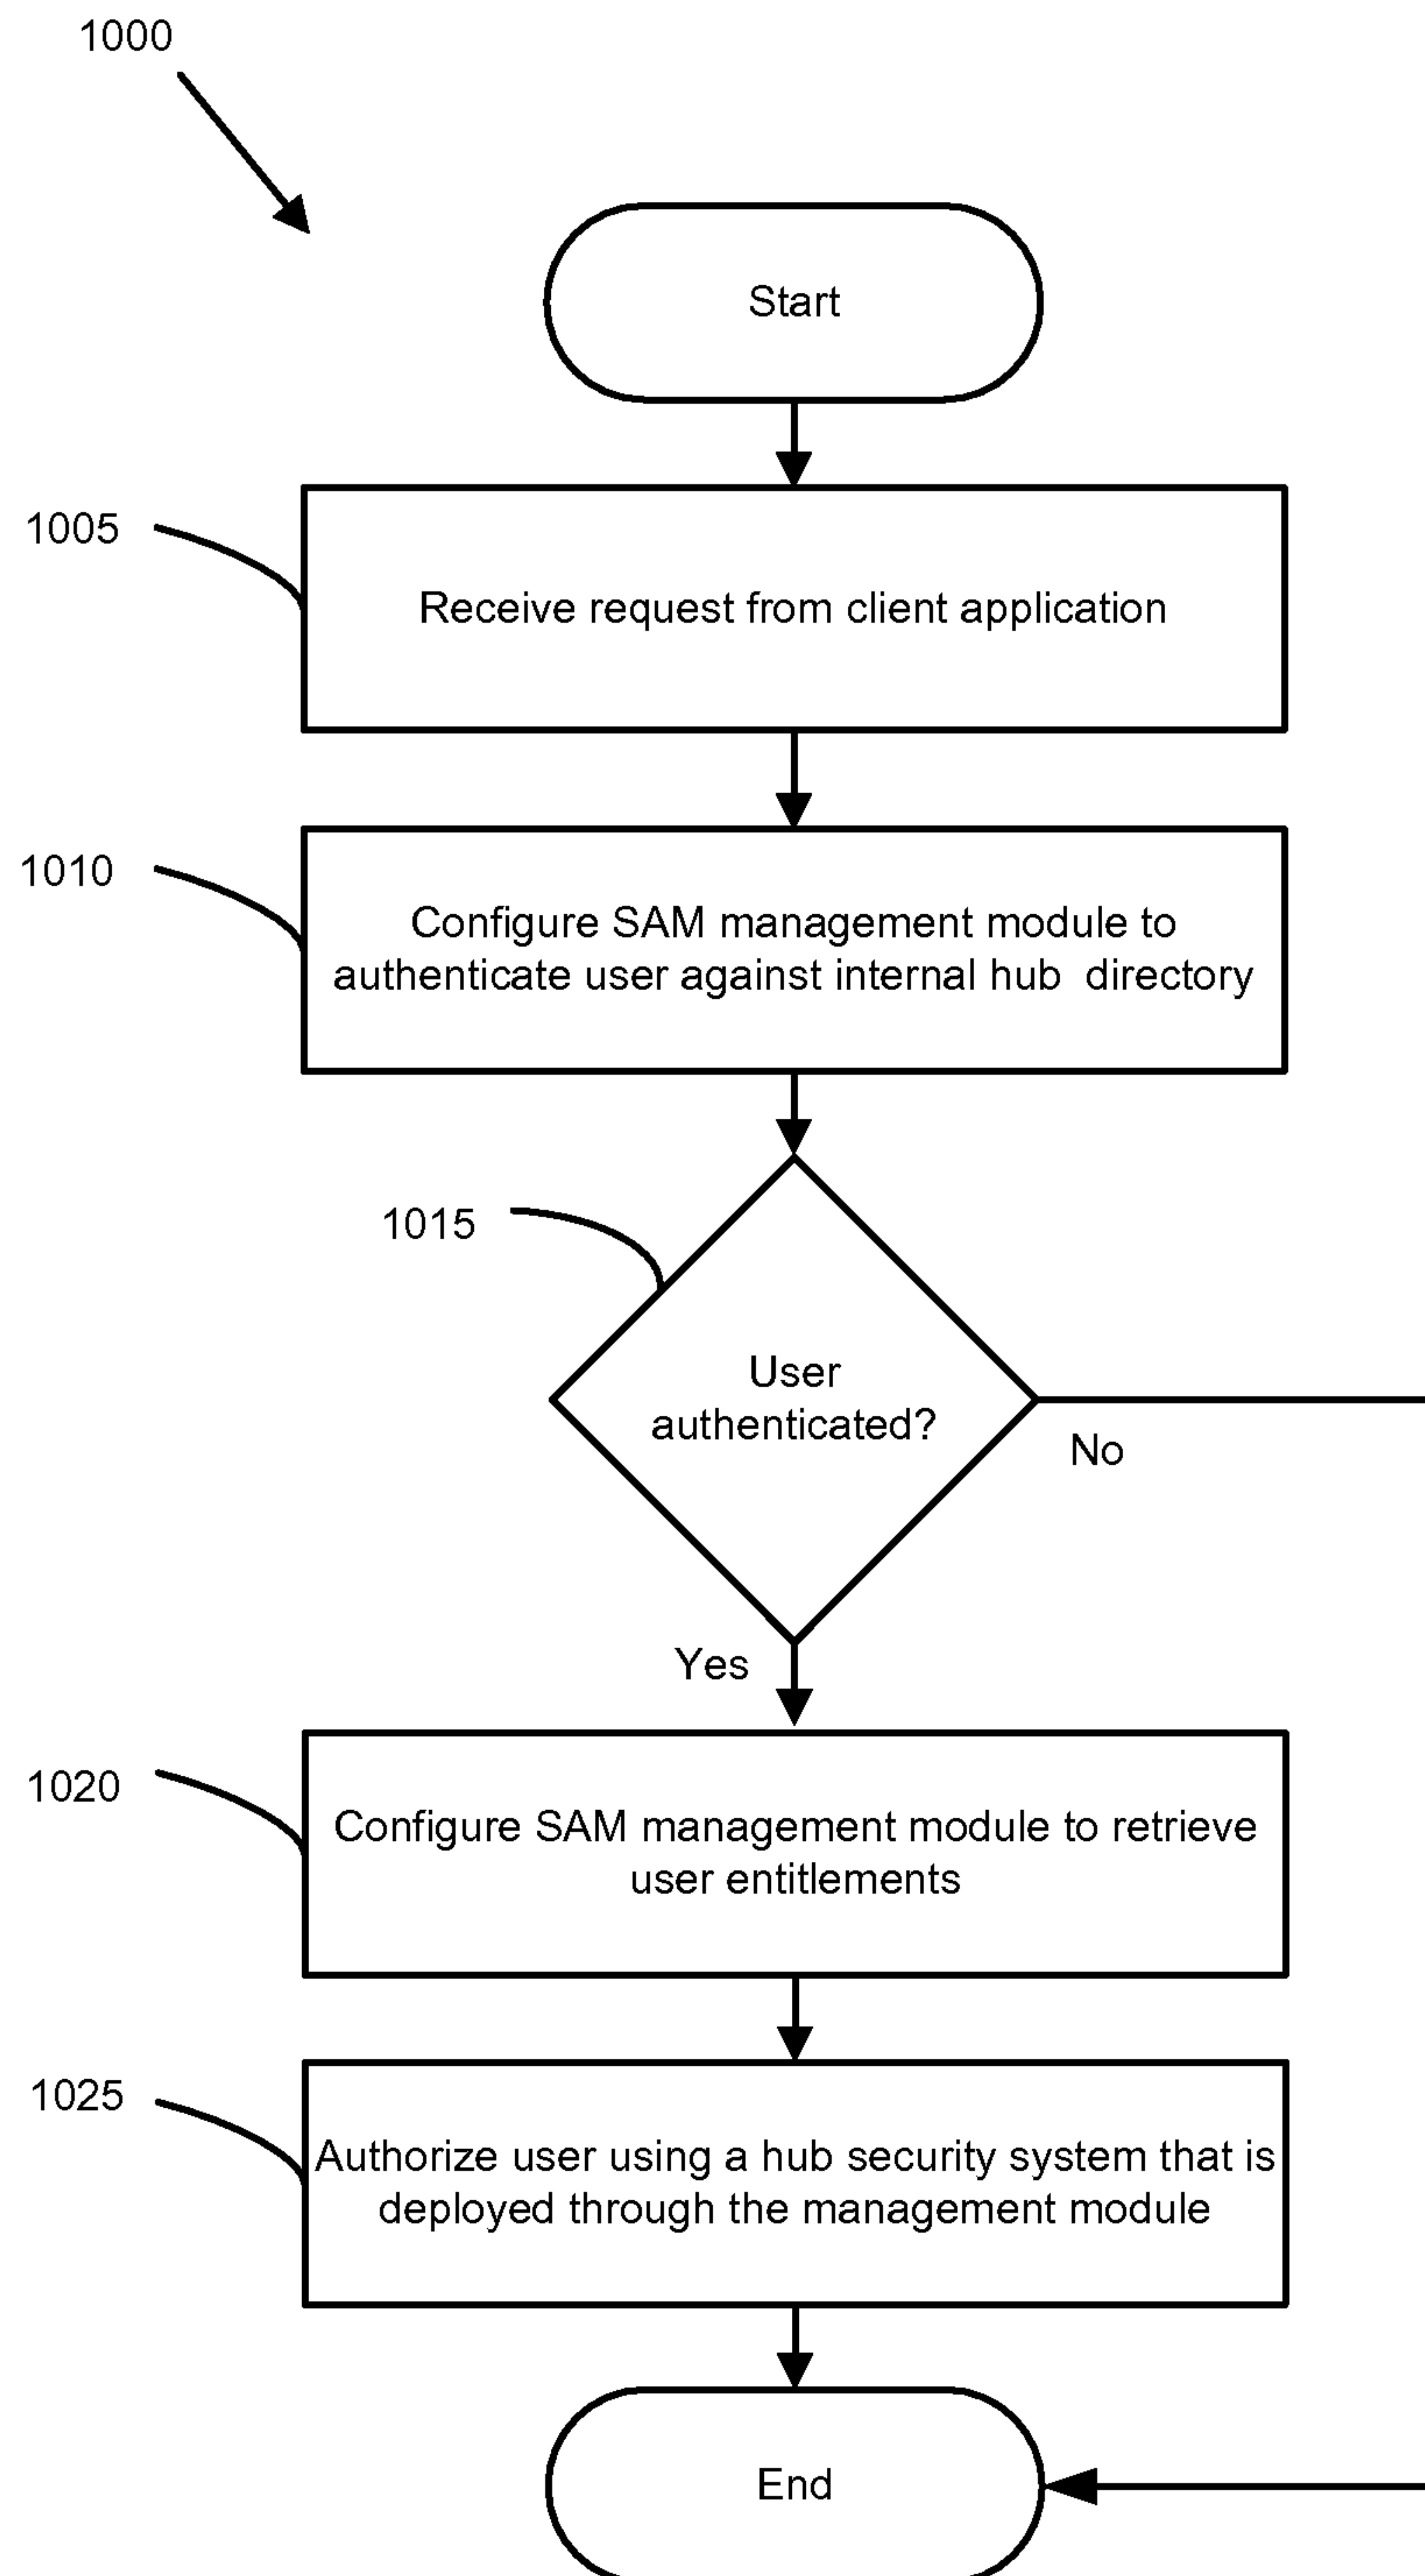 1000
Start
1005
Receive request from client application
1010
Configure SAM management module to
authenticate user against internal hub directory
1015
User
authenticated?
No
Yes
1020
Configure SAM management module to retrieve
user entitlements
1025
Authorize user using a hub security system that is
deployed through the management module
End